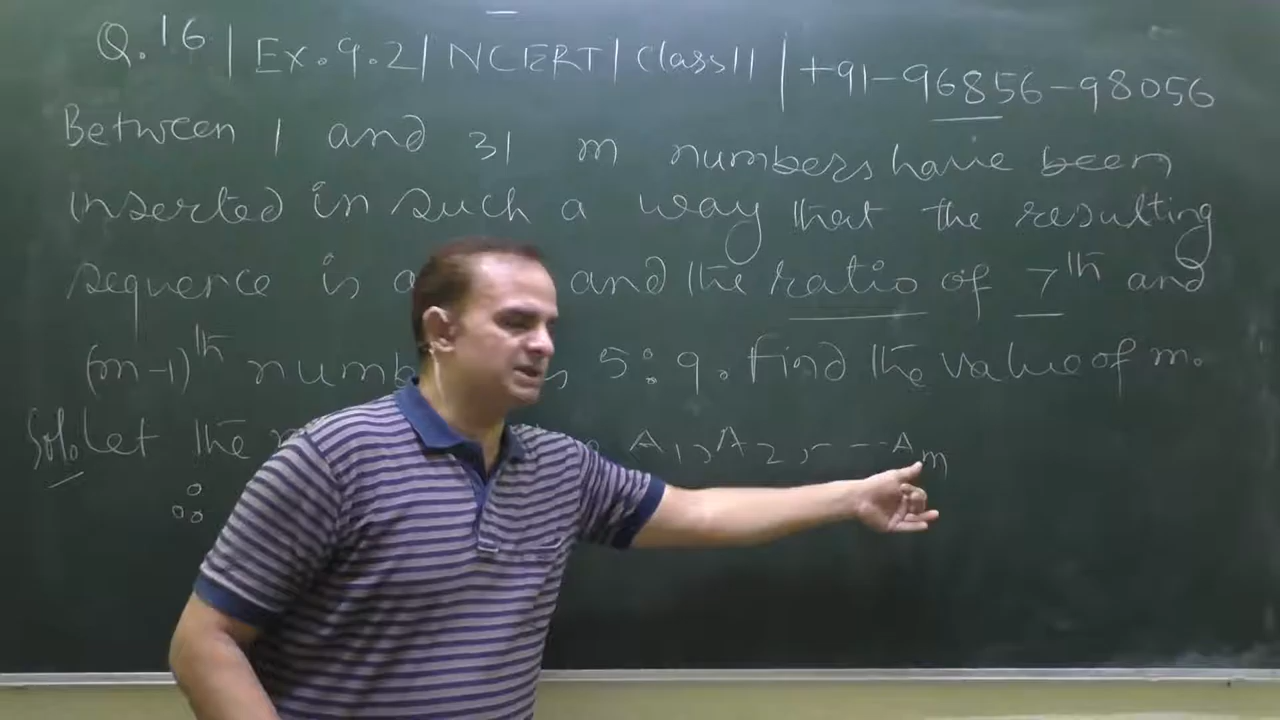 Q.16 | Ex.9.2 | NCERT | Class 11 | +91-96856-98056
Between 1 and 31 m numbers have been
inserted in such a way that the resulting
sequence is and the ratio of 7th and
(m-1)th 5:9. Find the value of m.
Sol. Let the A1, A2, --- Am
∴